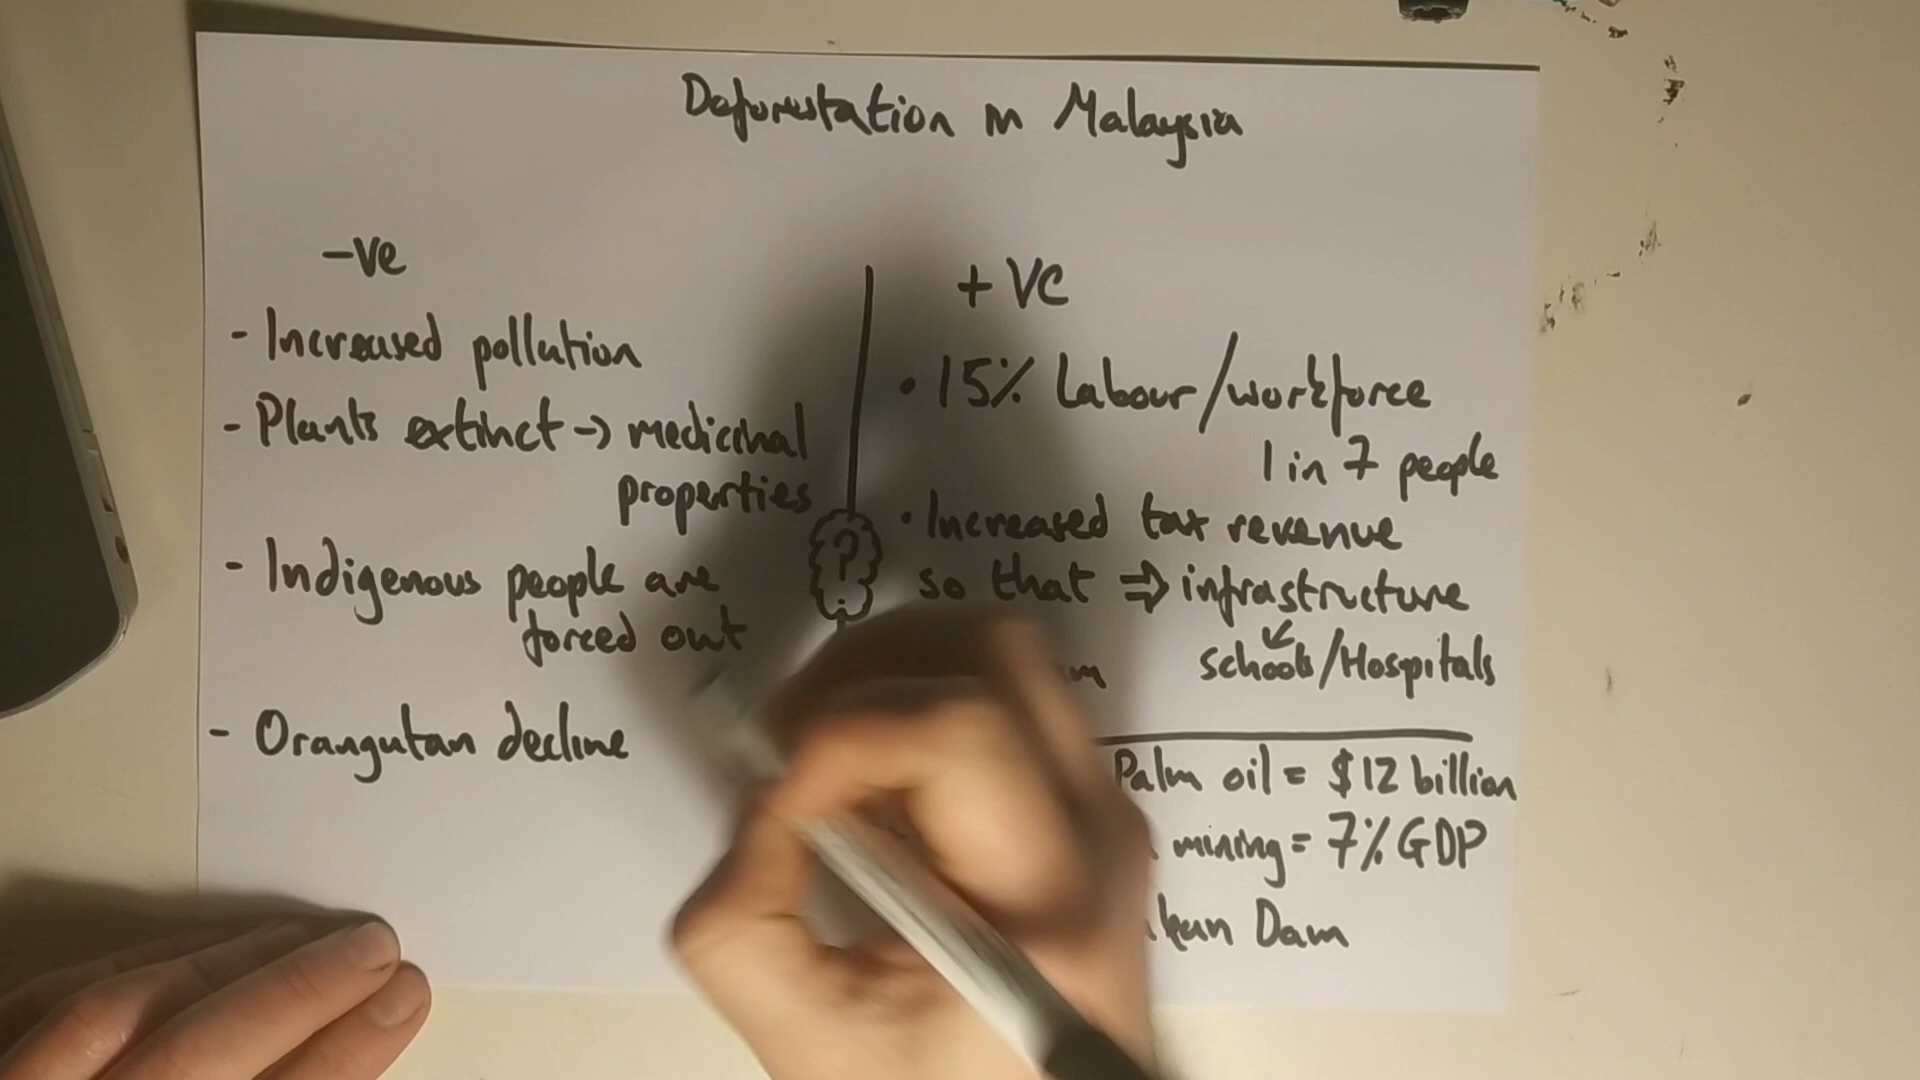 Deforestation in Malaysia
-ve
- Increased pollution
- Plants extinct → medicinal
properties
- Indigenous people are
forced out
- Orangutan decline
?
+ve
• 15% Labour/workforce
1 in 7 people
• Increased tax revenue
so that ⇒ infrastructure
↙
schools/Hospitals
Palm oil = $12 billion
mining = 7% GDP
Dam